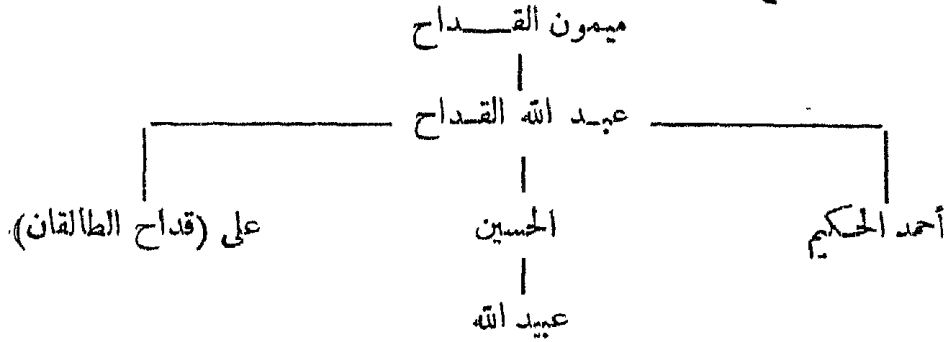 ميمون القداح
عبد الله القداح
أحمد الحكيم الحسين على (قداح الطالقان)
عبيد الله